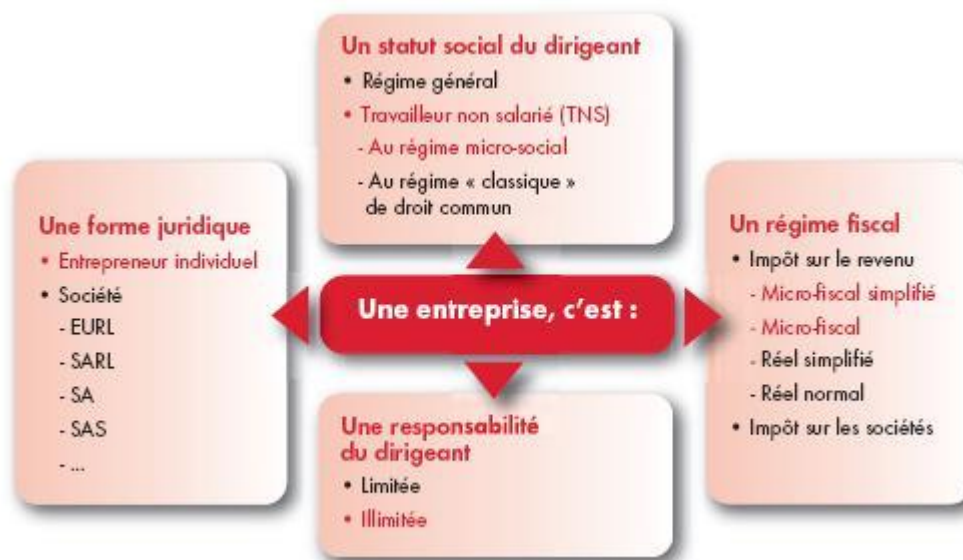 Un statut social du dirigeant
• Régime général
• Travailleur non salarié (TNS)
- Au régime micro-social
- Au régime « classique »
de droit commun
Une forme juridique
• Entrepreneur individuel
• Société
- EURL
- SARL
- SA
- SAS
- ...
Une entreprise, c'est :
Un régime fiscal
• Impôt sur le revenu
- Micro-fiscal simplifié
- Micro-fiscal
- Réel simplifié
- Réel normal
• Impôt sur les sociétés
Une responsabilité
du dirigeant
• Limitée
• Illimitée